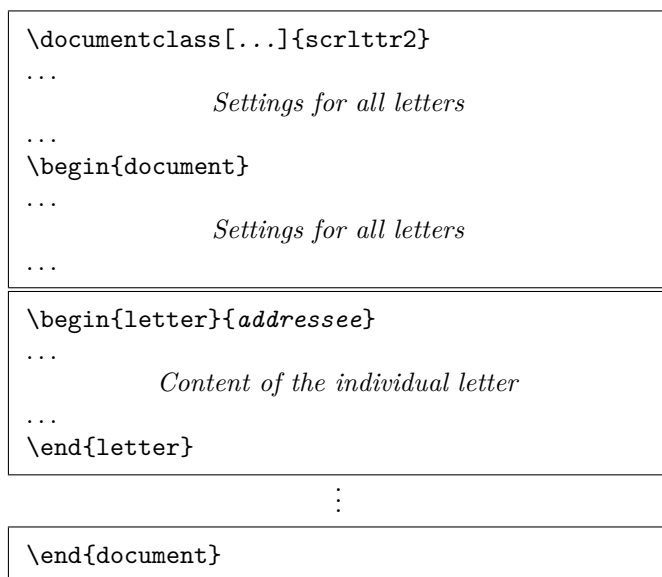 \documentclass[...]{scrlttr2}
...
Settings for all letters
...
\begin{document}
...
Settings for all letters
...
\begin{letter}{addressee}
...
Content of the individual letter
...
\end{letter}
⋮
\end{document}